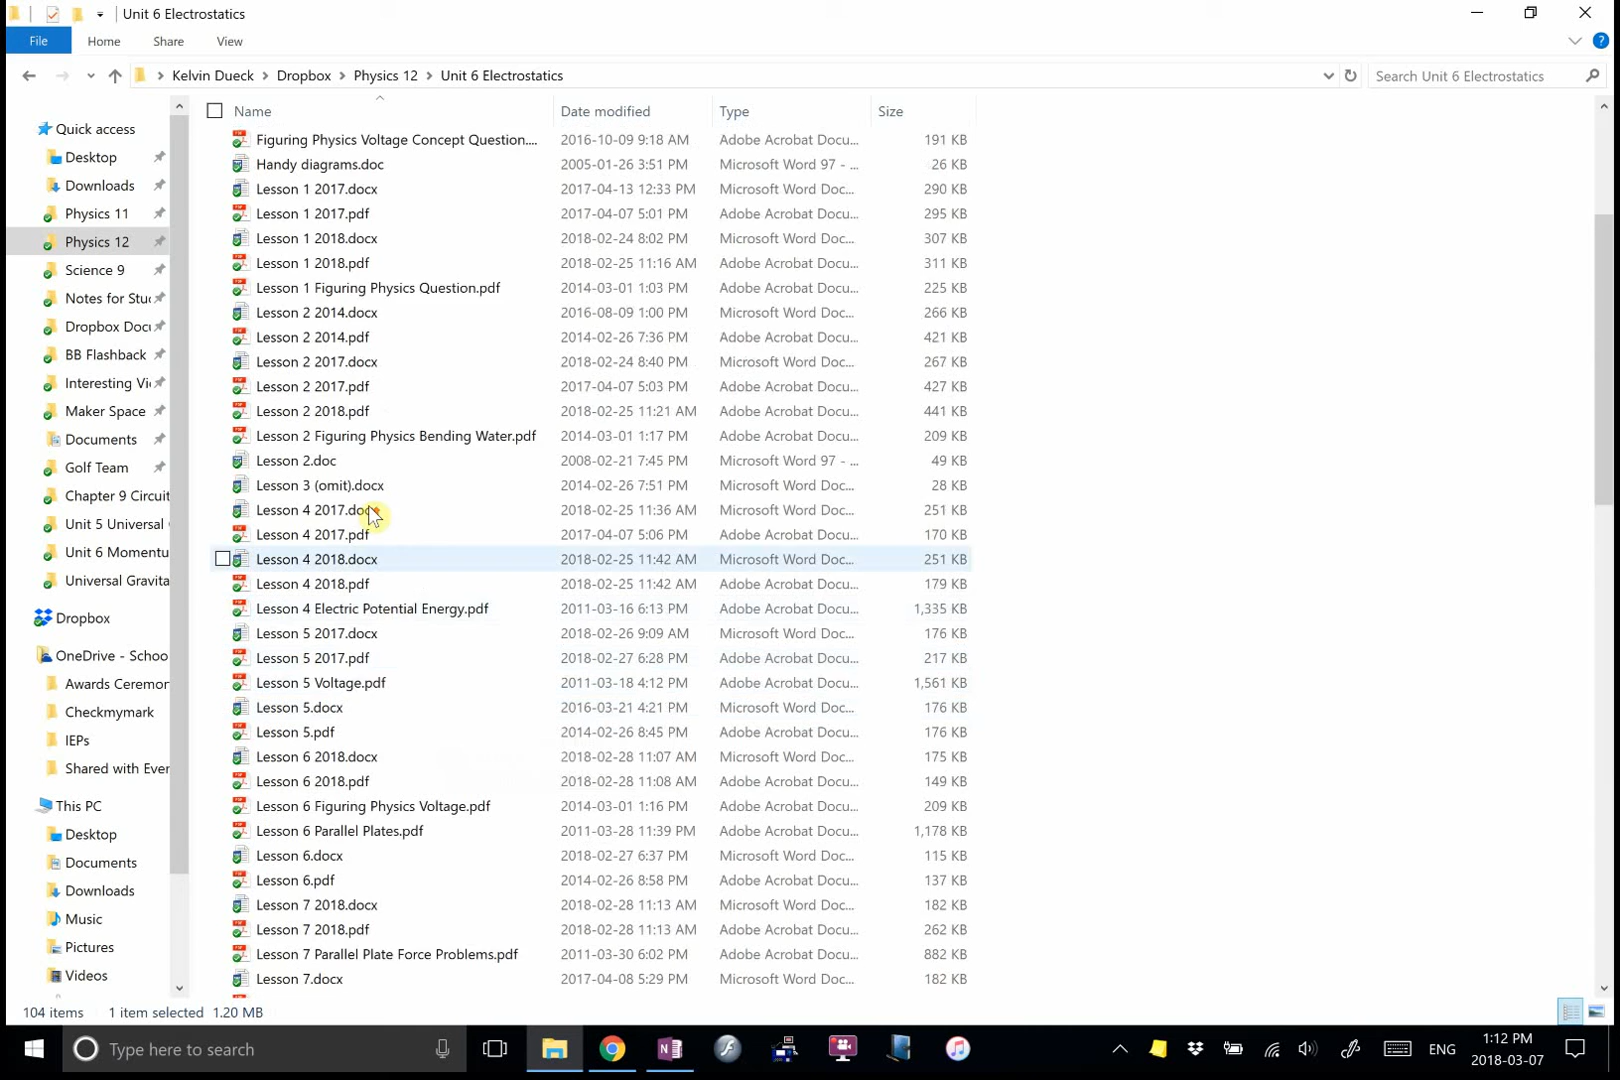 Unit 6 Electrostatics
File Home Share View
Kelvin Dueck Dropbox Physics 12 Unit 6 Electrostatics Search Unit 6 Electrostatics
Quick access
Desktop
Downloads
Physics 11
Physics 12
Science 9
Notes for Stu
Dropbox Doc
BB Flashback
Interesting Vi
Maker Space
Documents
Golf Team
Chapter 9 Circuit
Unit 5 Universal
Unit 6 Momentu
Universal Gravita
Dropbox
OneDrive - Schoo
Awards Ceremor
Checkmymark
IEPs
Shared with Ever
This PC
Desktop
Documents
Downloads
Music
Pictures
Videos
Name Date modified Type Size
Figuring Physics Voltage Concept Question.... 2016-10-09 9:18 AM Adobe Acrobat Docu... 191 KB
Handy diagrams.doc 2005-01-26 3:51 PM Microsoft Word 97 - ... 26 KB
Lesson 1 2017.docx 2017-04-13 12:33 PM Microsoft Word Doc... 290 KB
Lesson 1 2017.pdf 2017-04-07 5:01 PM Adobe Acrobat Docu... 295 KB
Lesson 1 2018.docx 2018-02-24 8:02 PM Microsoft Word Doc... 307 KB
Lesson 1 2018.pdf 2018-02-25 11:16 AM Adobe Acrobat Docu... 311 KB
Lesson 1 Figuring Physics Question.pdf 2014-03-01 1:03 PM Adobe Acrobat Docu... 225 KB
Lesson 2 2014.docx 2016-08-09 1:00 PM Microsoft Word Doc... 266 KB
Lesson 2 2014.pdf 2014-02-26 7:36 PM Adobe Acrobat Docu... 421 KB
Lesson 2 2017.docx 2018-02-24 8:40 PM Microsoft Word Doc... 267 KB
Lesson 2 2017.pdf 2017-04-07 5:03 PM Adobe Acrobat Docu... 427 KB
Lesson 2 2018.pdf 2018-02-25 11:21 AM Adobe Acrobat Docu... 441 KB
Lesson 2 Figuring Physics Bending Water.pdf 2014-03-01 1:17 PM Adobe Acrobat Docu... 209 KB
Lesson 2.doc 2008-02-21 7:45 PM Microsoft Word 97 - ... 49 KB
Lesson 3 (omit).docx 2014-02-26 7:51 PM Microsoft Word Doc... 28 KB
Lesson 4 2017.docx 2018-02-25 11:36 AM Microsoft Word Doc... 251 KB
Lesson 4 2017.pdf 2017-04-07 5:06 PM Adobe Acrobat Docu... 170 KB
Lesson 4 2018.docx 2018-02-25 11:42 AM Microsoft Word Doc... 251 KB
Lesson 4 2018.pdf 2018-02-25 11:42 AM Adobe Acrobat Docu... 179 KB
Lesson 4 Electric Potential Energy.pdf 2011-03-16 6:13 PM Adobe Acrobat Docu... 1,335 KB
Lesson 5 2017.docx 2018-02-26 9:09 AM Microsoft Word Doc... 176 KB
Lesson 5 2017.pdf 2018-02-27 6:28 PM Adobe Acrobat Docu... 217 KB
Lesson 5 Voltage.pdf 2011-03-18 4:12 PM Adobe Acrobat Docu... 1,561 KB
Lesson 5.docx 2016-03-21 4:21 PM Microsoft Word Doc... 176 KB
Lesson 5.pdf 2014-02-26 8:45 PM Adobe Acrobat Docu... 176 KB
Lesson 6 2018.docx 2018-02-28 11:07 AM Microsoft Word Doc... 175 KB
Lesson 6 2018.pdf 2018-02-28 11:08 AM Adobe Acrobat Docu... 149 KB
Lesson 6 Figuring Physics Voltage.pdf 2014-03-01 1:16 PM Adobe Acrobat Docu... 209 KB
Lesson 6 Parallel Plates.pdf 2011-03-28 11:39 PM Adobe Acrobat Docu... 1,178 KB
Lesson 6.docx 2018-02-27 6:37 PM Microsoft Word Doc... 115 KB
Lesson 6.pdf 2014-02-26 8:58 PM Adobe Acrobat Docu... 137 KB
Lesson 7 2018.docx 2018-02-28 11:13 AM Microsoft Word Doc... 182 KB
Lesson 7 2018.pdf 2018-02-28 11:13 AM Adobe Acrobat Docu... 262 KB
Lesson 7 Parallel Plate Force Problems.pdf 2011-03-30 6:02 PM Adobe Acrobat Docu... 882 KB
Lesson 7.docx 2017-04-08 5:29 PM Microsoft Word Doc... 182 KB
104 items 1 item selected 1.20 MB
Type here to search ENG 1:12 PM
2018-03-07